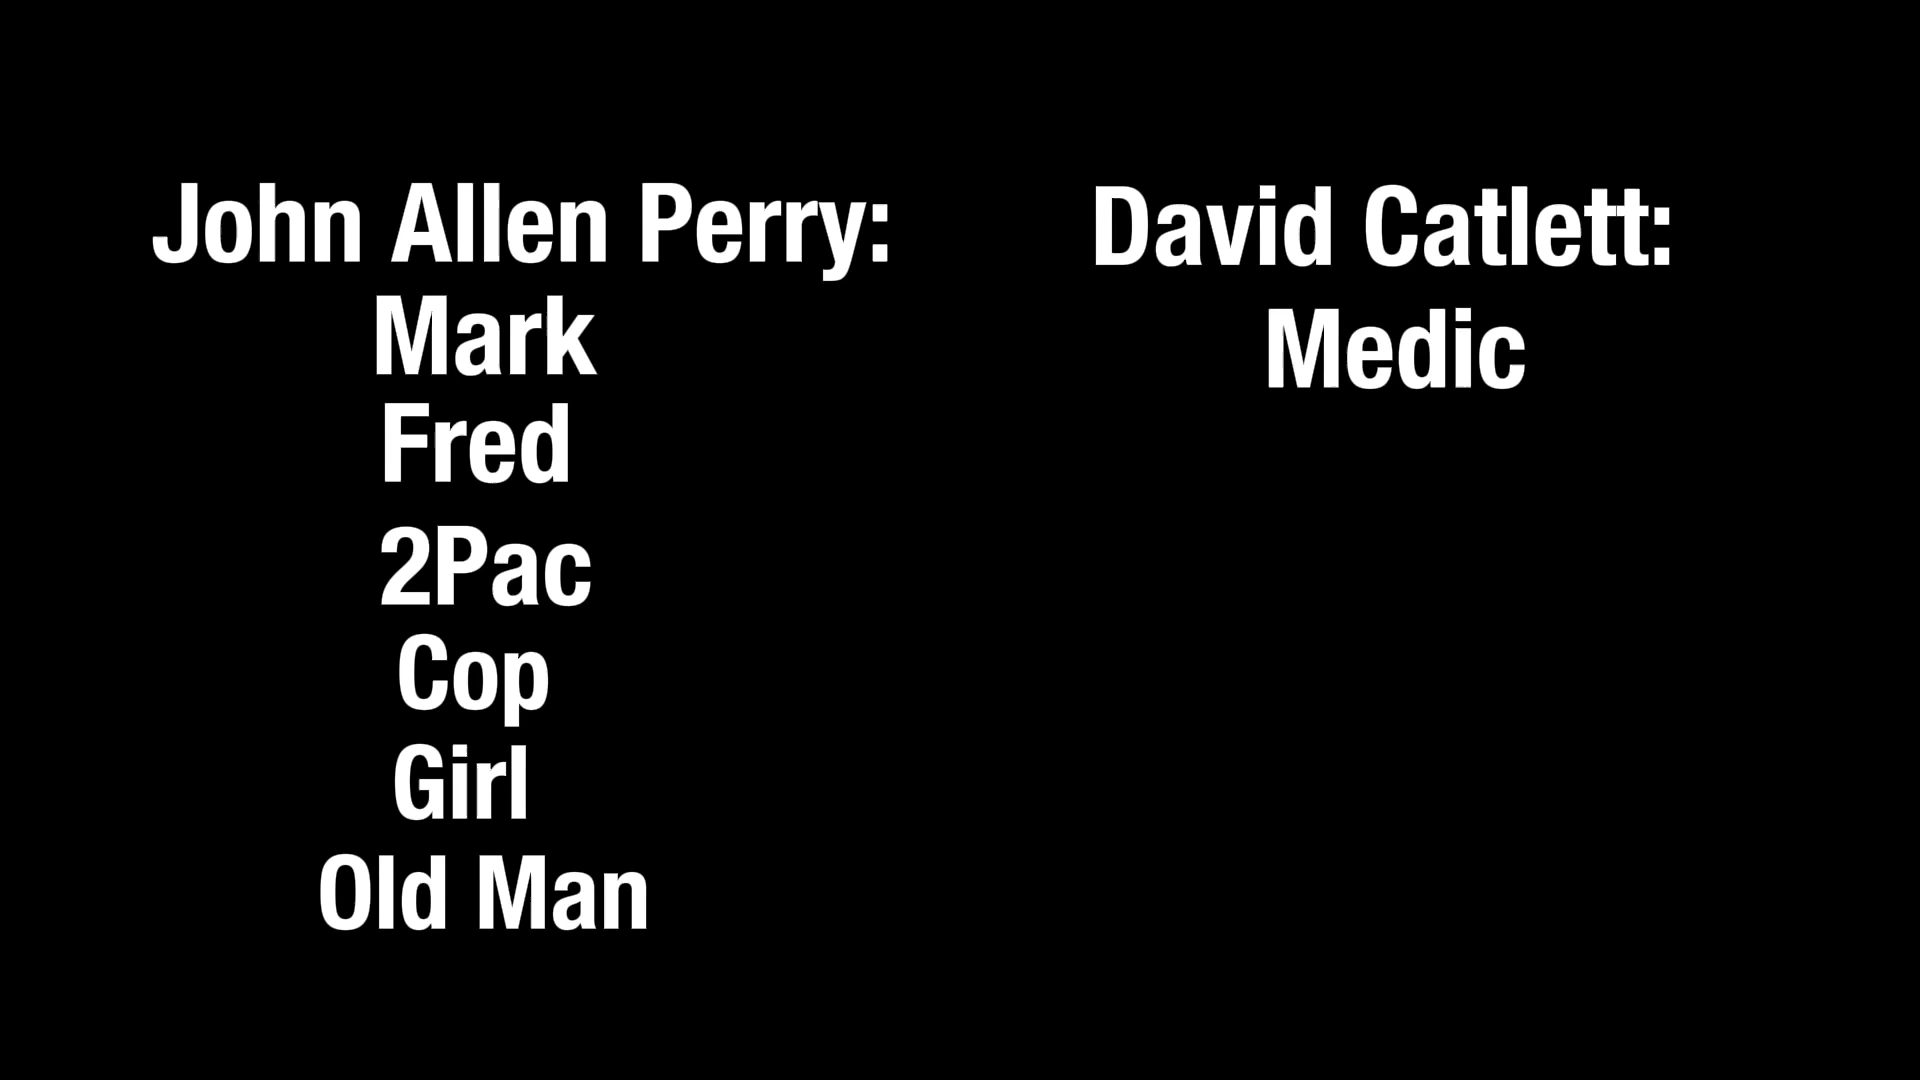 John Allen Perry:
Mark
Fred
2Pac
Cop
Girl
Old Man
David Catlett:
Medic